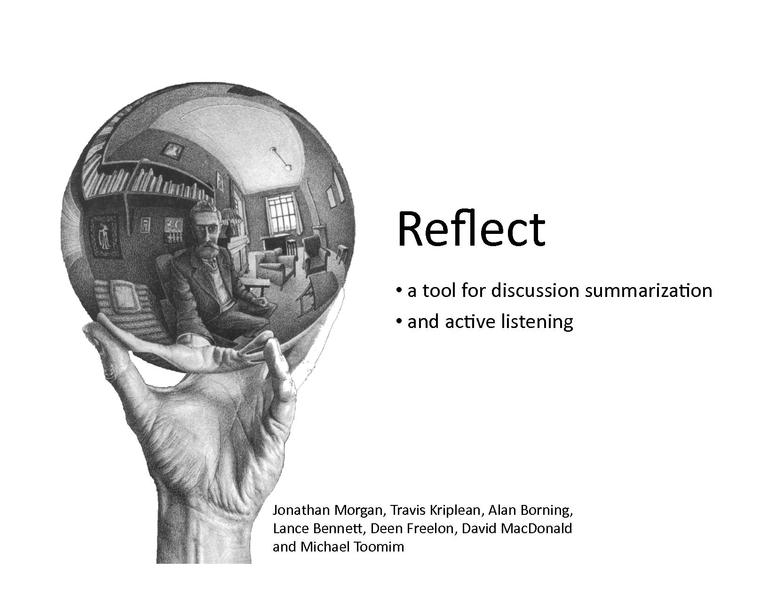 Reflect
• a tool for discussion summarization
• and active listening
Jonathan Morgan, Travis Kriplean, Alan Borning,
Lance Bennett, Deen Freelon, David MacDonald
and Michael Toomim